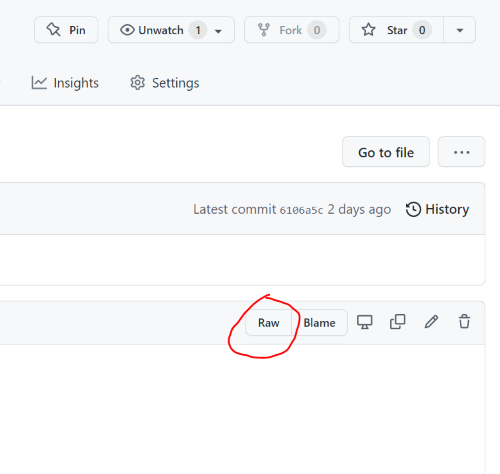 Pin Unwatch 1 Fork 0 Star 0
Insights Settings
Go to file
Latest commit 6106a5c 2 days ago History
Raw Blame